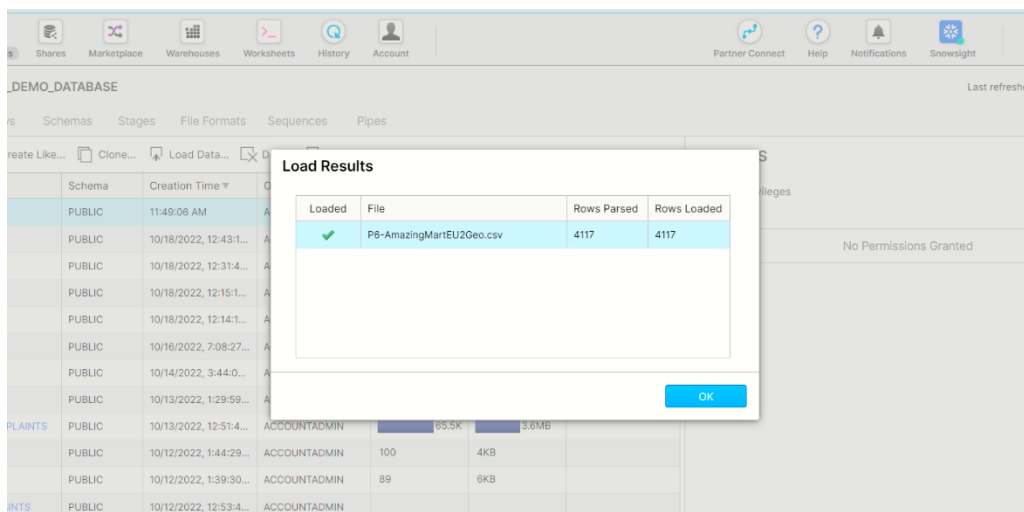 s Shares Marketplace Warehouses Worksheets History Account Partner Connect Help Notifications Snowsight
_DEMO_DATABASE Last refreshe
vs Schemas Stages File Formats Sequences Pipes
reate Like... Clone... Load Data... D
Load Results
Loaded File Rows Parsed Rows Loaded
P6-AmazingMartEU2Geo.csv 4117 4117
OK
Schema Creation Time O
PUBLIC 11:49:06 AM A
PUBLIC 10/18/2022, 12:43:1... A
PUBLIC 10/18/2022, 12:31:4... A
PUBLIC 10/18/2022, 12:15:1... A
PUBLIC 10/18/2022, 12:14:1... A
PUBLIC 10/16/2022, 7:08:27... A
PUBLIC 10/14/2022, 3:44:0... A
PUBLIC 10/13/2022, 1:29:59... A
PLAINTS PUBLIC 10/13/2022, 12:51:4... ACCOUNTADMIN 65.5K 3.6MB
PUBLIC 10/12/2022, 1:44:29... ACCOUNTADMIN 100 4KB
PUBLIC 10/12/2022, 1:39:30... ACCOUNTADMIN 89 6KB
INTS PUBLIC 10/12/2022, 12:53:4... ACCOUNTADMIN
S
vileges
No Permissions Granted